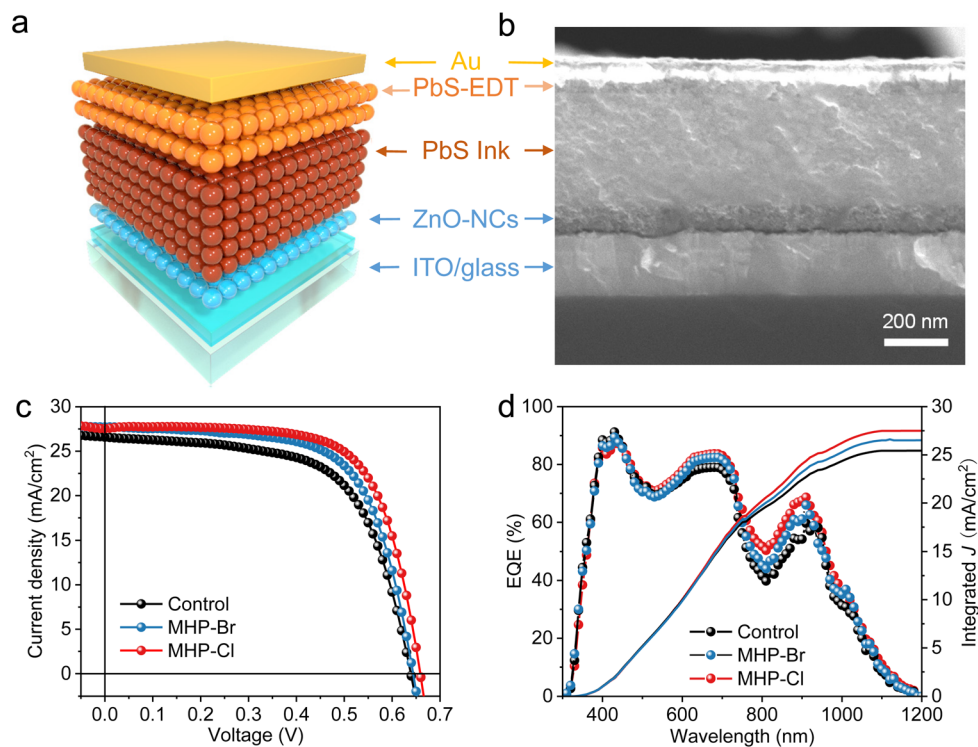 a
b
Au
PbS-EDT
PbS Ink
ZnO-NCs
ITO/glass
200 nm
c
Current density (mA/cm²)
30
25
20
15
10
5
0
Control
MHP-Br
MHP-Cl
0.0 0.1 0.2 0.3 0.4 0.5 0.6 0.7
Voltage (V)
d
EQE (%)
100
80
60
40
20
0
Control
MHP-Br
MHP-Cl
400 600 800 1000 1200
Wavelength (nm)
30
25
20
15
10
5
0
Integrated J (mA/cm²)